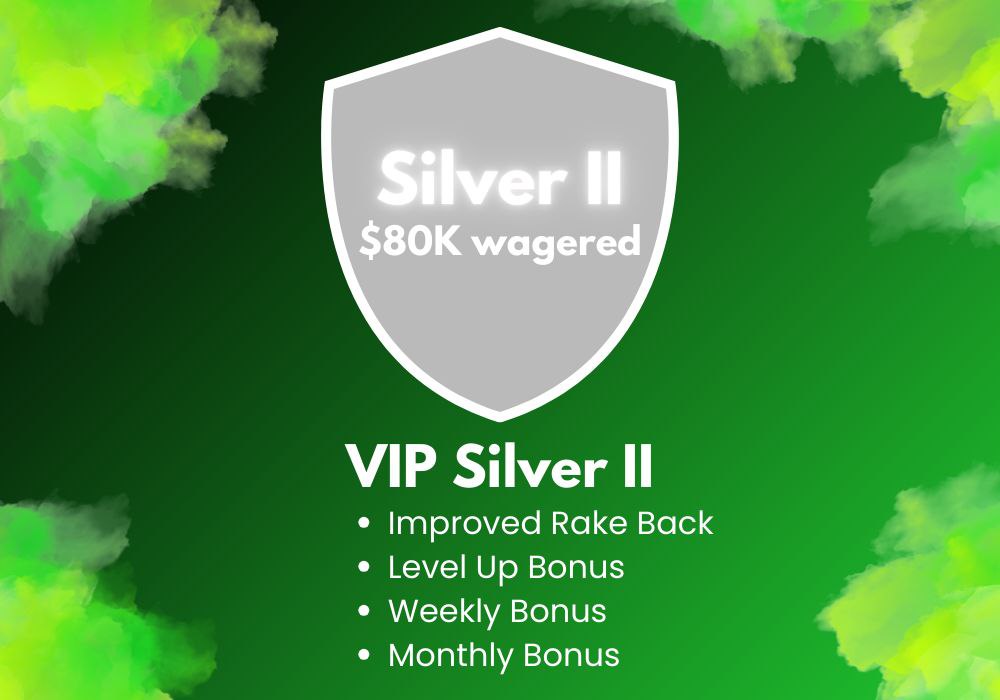 Silver II
$80K wagered
VIP Silver II
• Improved Rake Back
• Level Up Bonus
• Weekly Bonus
• Monthly Bonus